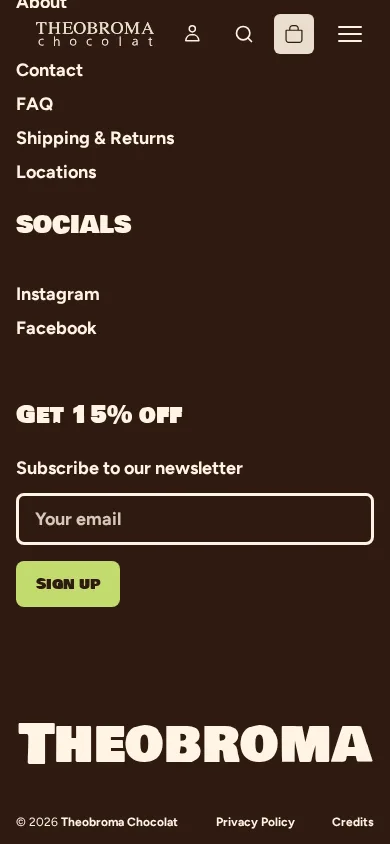 About
THEOBROMA
chocolat
Contact
FAQ
Shipping & Returns
Locations
SOCIALS
Instagram
Facebook
GET 15% OFF
Subscribe to our newsletter
Your email
SIGN UP
THEOBROMA
© 2026 Theobroma Chocolat Privacy Policy Credits